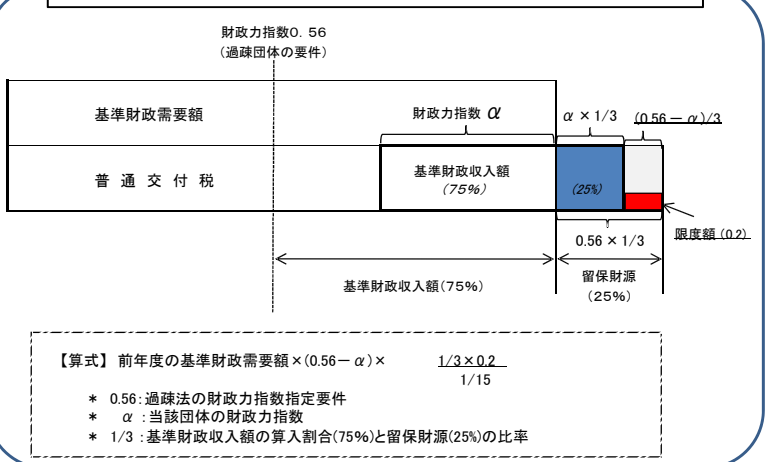 財政力指数0．56
（過疎団体の要件）
基準財政需要額
財政力指数 α
α × 1/3
(0.56－α)/3
普 通 交 付 税
基準財政収入額
(75%)
(25%)
0.56 × 1/3
限度額 (0.2)
基準財政収入額(75%)
留保財源
(25%)
【算式】 前年度の基準財政需要額×(0.56－α)× 1/3×0.2
1/15
＊ 0.56：過疎法の財政力指数指定要件
＊ α ：当該団体の財政力指数
＊ 1/3 ：基準財政収入額の算入割合(75%)と留保財源(25%)の比率